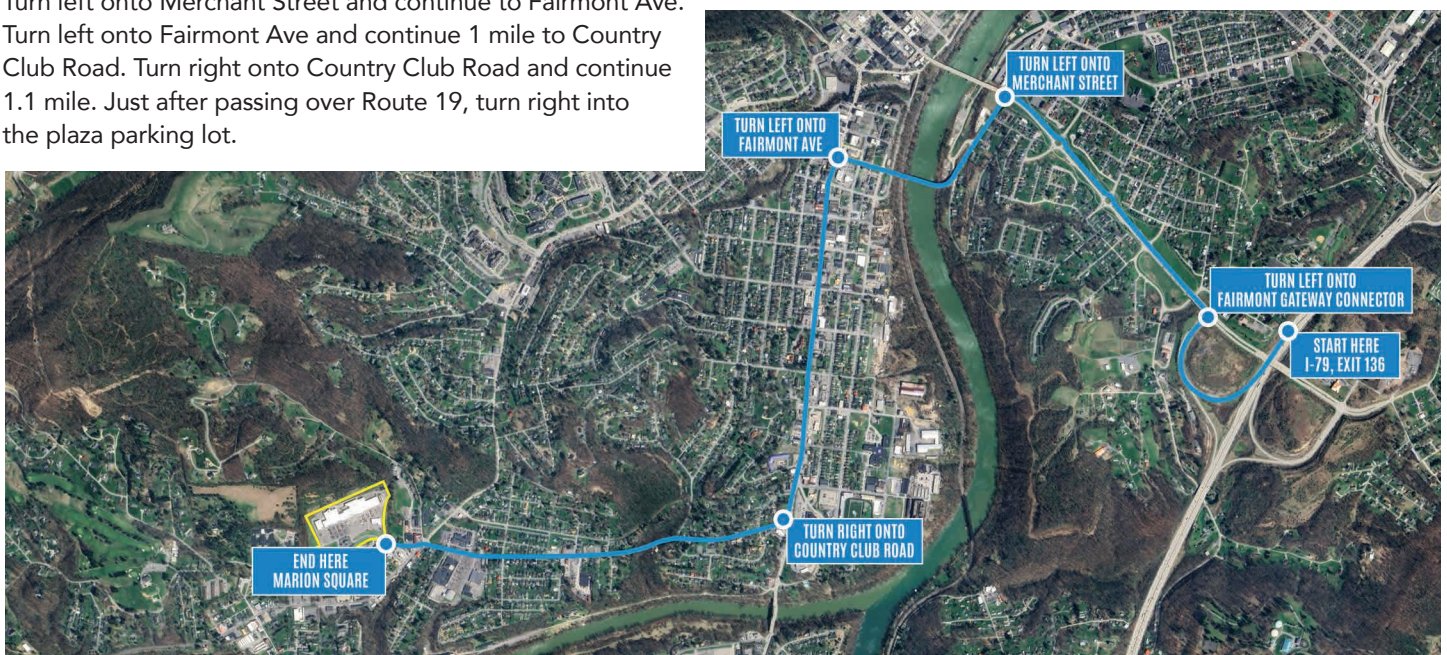 Turn left onto Merchant Street and continue to Fairmont Ave.
Turn left onto Fairmont Ave and continue 1 mile to Country
Club Road. Turn right onto Country Club Road and continue
1.1 mile. Just after passing over Route 19, turn right into
the plaza parking lot.
TURN LEFT ONTO
MERCHANT STREET
TURN LEFT ONTO
FAIRMONT AVE
TURN LEFT ONTO
FAIRMONT GATEWAY CONNECTOR
START HERE
I-79, EXIT 136
TURN RIGHT ONTO
COUNTRY CLUB ROAD
END HERE
MARION SQUARE